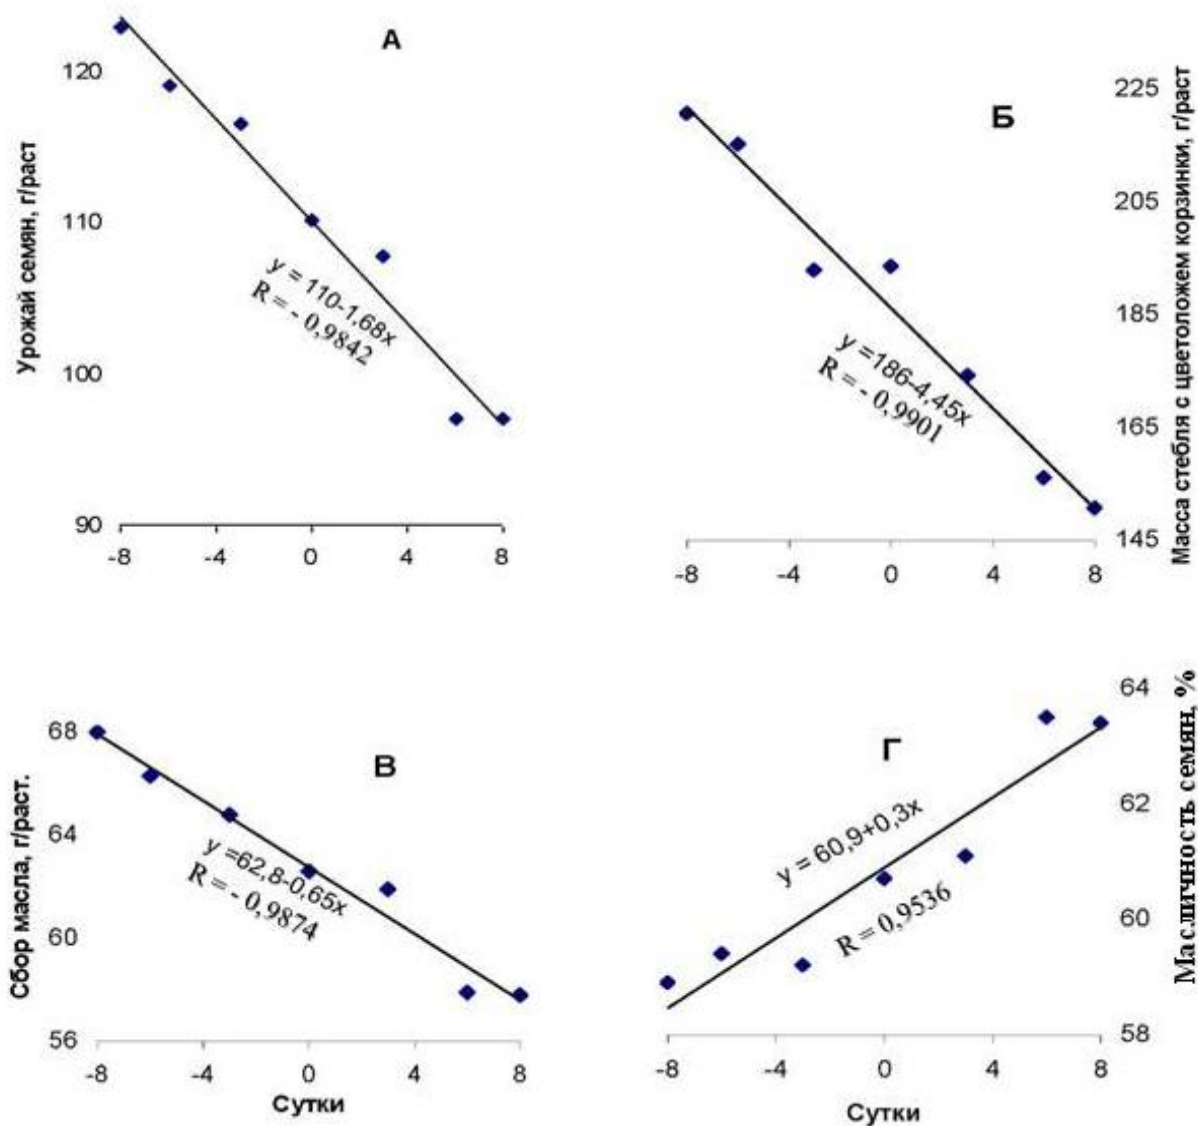 А
Урожай семян, г/раст
120
110
100
90
-8 -4 0 4 8
y = 110-1,68x
R = - 0,9842
Б
Масса стебля с цветоложем корзинки, г/раст
225
205
185
165
145
-8 -4 0 4 8
y =186-4,45x
R = - 0,9901
В
Сбор масла, г/раст.
68
64
60
56
-8 -4 0 4 8
Сутки
y =62,8-0,65x
R = - 0,9874
Г
Масличность семян, %
64
62
60
58
-8 -4 0 4 8
Сутки
y = 60,9+0,3x
R = 0,9536